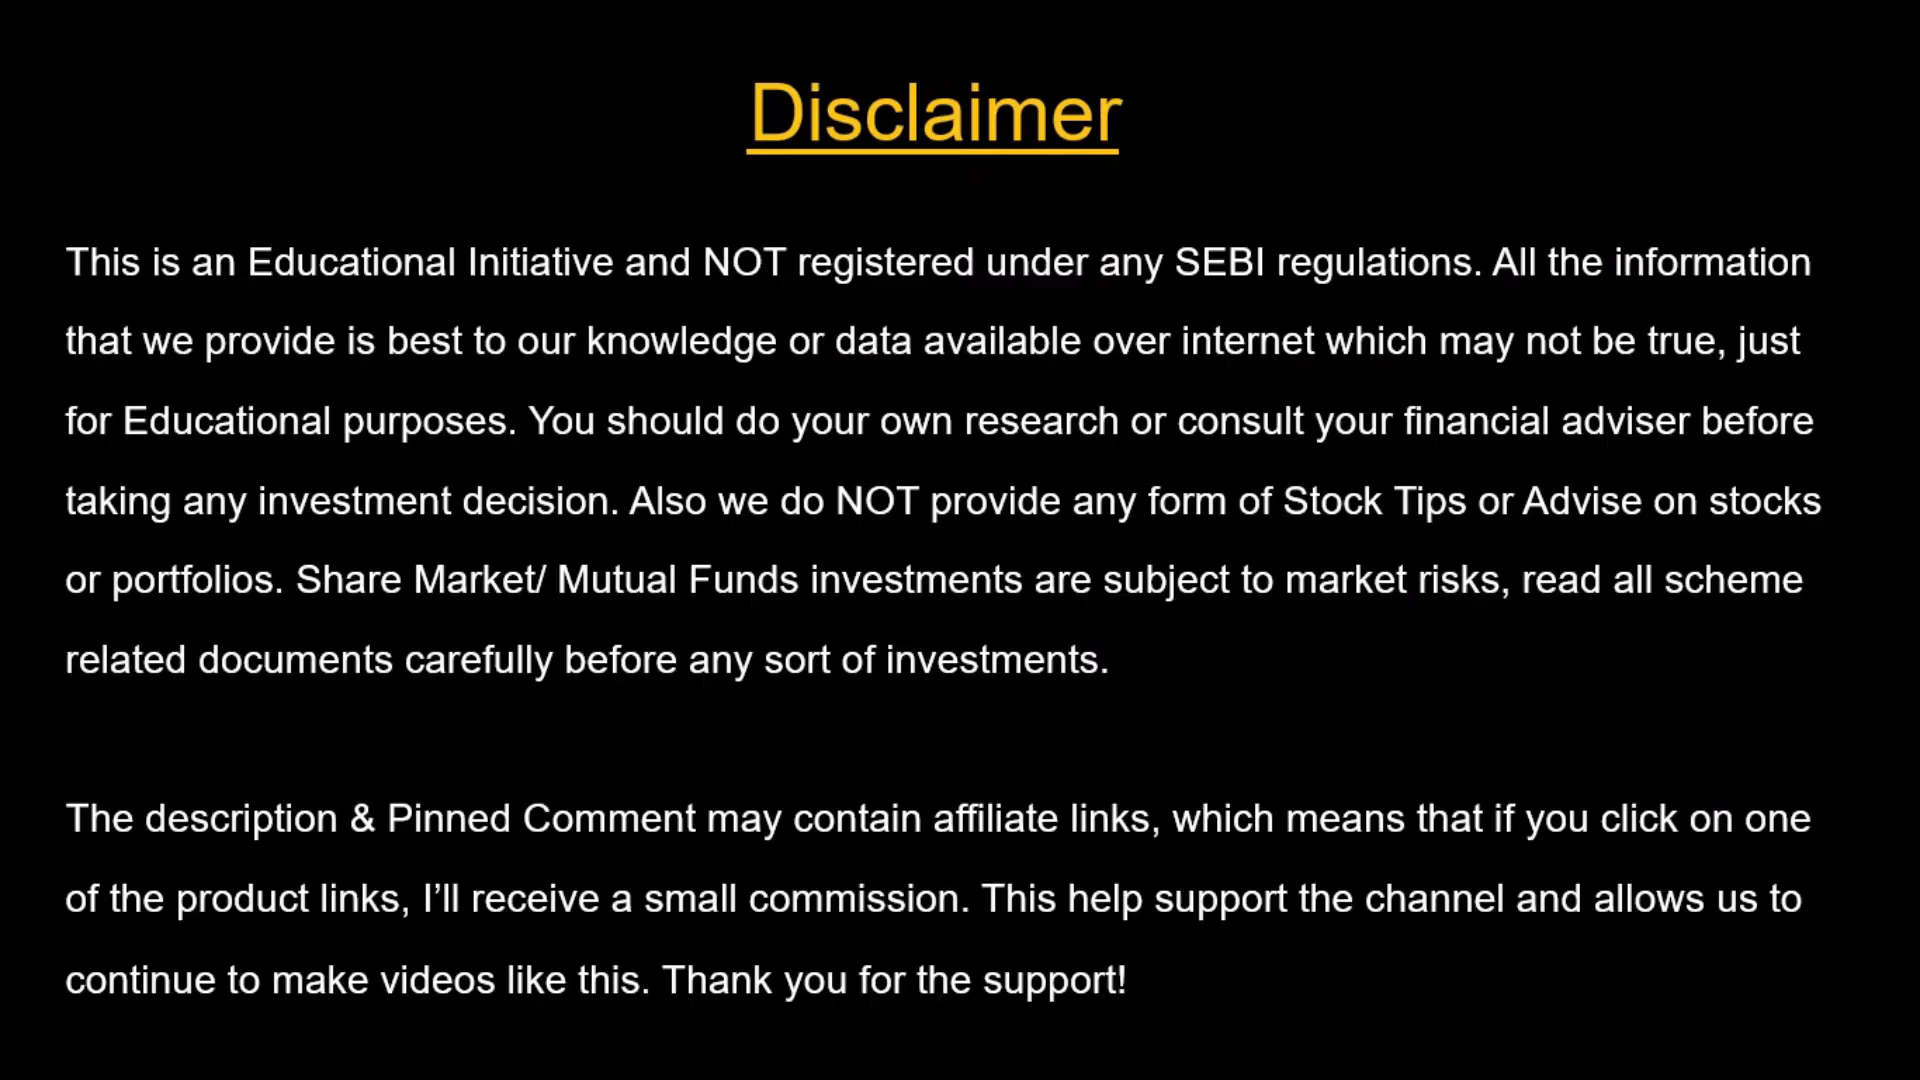 Disclaimer
This is an Educational Initiative and NOT registered under any SEBI regulations. All the information
that we provide is best to our knowledge or data available over internet which may not be true, just
for Educational purposes. You should do your own research or consult your financial adviser before
taking any investment decision. Also we do NOT provide any form of Stock Tips or Advise on stocks
or portfolios. Share Market/ Mutual Funds investments are subject to market risks, read all scheme
related documents carefully before any sort of investments.
The description & Pinned Comment may contain affiliate links, which means that if you click on one
of the product links, I’ll receive a small commission. This help support the channel and allows us to
continue to make videos like this. Thank you for the support!